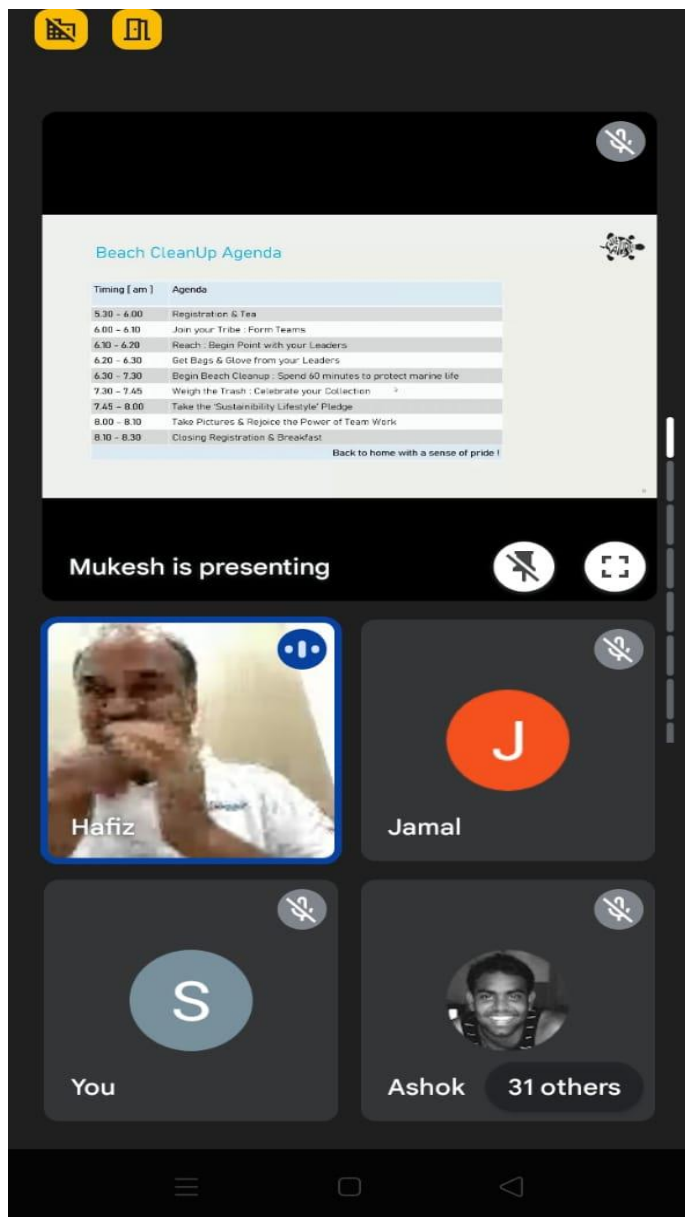 Beach CleanUp Agenda
Timing [ am ] Agenda
5.30 - 6.00 Registration & Tea
6.00 - 6.10 Join your Tribe : Form Teams
6.10 - 6.20 Reach : Begin Point with your Leaders
6.20 - 6.30 Get Bags & Glove from your Leaders
6.30 - 7.30 Begin Beach Cleanup : Spend 60 minutes to protect marine life
7.30 - 7.45 Weigh the Trash : Celebrate your Collection
7.45 - 8.00 Take the 'Sustainibility Lifestyle' Pledge
8.00 - 8.10 Take Pictures & Rejoice the Power of Team Work
8.10 - 8.30 Closing Registration & Breakfast
Back to home with a sense of pride !
Mukesh is presenting
Hafiz
J
Jamal
S
You
Ashok
31 others